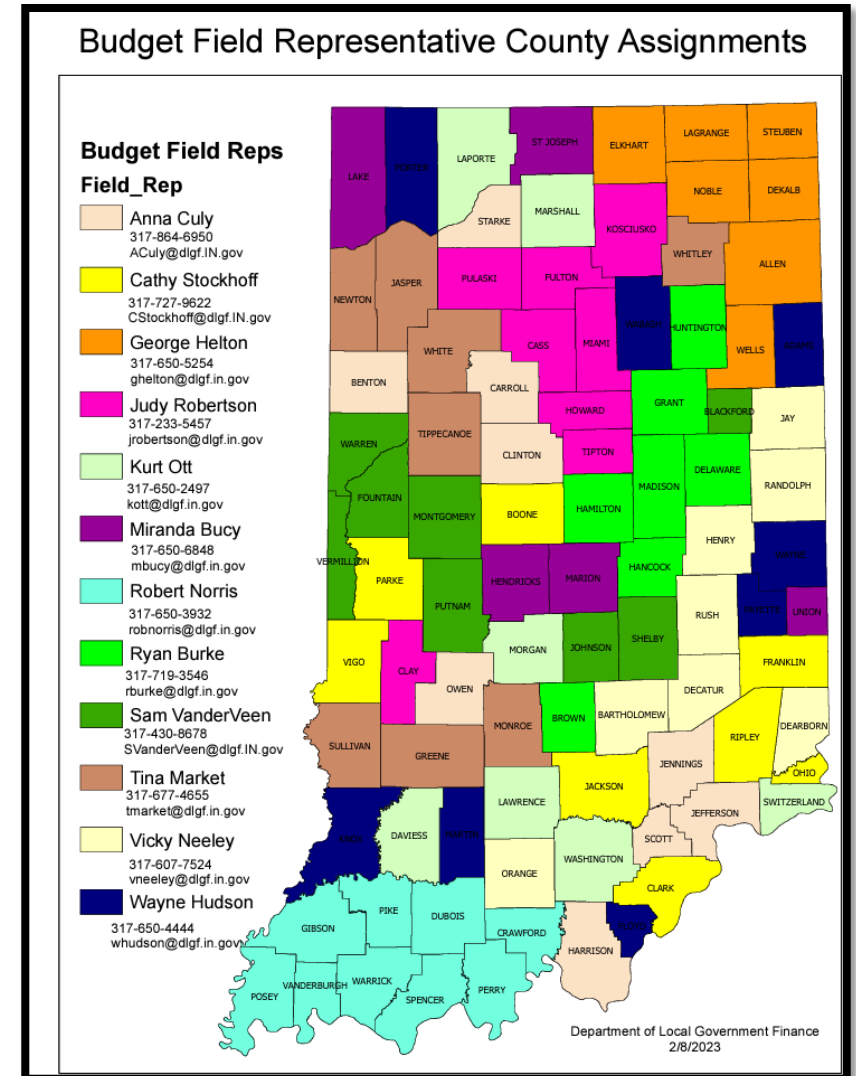 Budget Field Representative County Assignments
Budget Field Reps
Field_Rep
Anna Culy
317-864-6950
ACuly@dlgf.IN.gov
Cathy Stockhoff
317-727-9622
CStockhoff@dlgf.IN.gov
George Helton
317-650-5254
ghelton@dlgf.in.gov
Judy Robertson
317-233-5457
jrobertson@dlgf.in.gov
Kurt Ott
317-650-2497
kott@dlgf.in.gov
Miranda Bucy
317-650-6848
mbucy@dlgf.in.gov
Robert Norris
317-650-3932
robnorris@dlgf.in.gov
Ryan Burke
317-719-3546
rburke@dlgf.in.gov
Sam VanderVeen
317-430-8678
SVanderVeen@dlgf.IN.gov
Tina Market
317-677-4655
tmarket@dlgf.in.gov
Vicky Neeley
317-607-7524
vneeley@dlgf.in.gov
Wayne Hudson
317-650-4444
whudson@dlgf.in.gov
LAKE
PORTER
LAPORTE
ST JOSEPH
ELKHART
LAGRANGE
STEUBEN
NOBLE
DEKALB
STARKE
MARSHALL
KOSCIUSKO
WHITLEY
ALLEN
NEWTON
JASPER
PULASKI
FULTON
WABASH
HUNTINGTON
WELLS
ADAMS
WHITE
CASS
MIAMI
BENTON
CARROLL
HOWARD
GRANT
BLACKFORD
JAY
WARREN
TIPPECANOE
CLINTON
TIPTON
MADISON
DELAWARE
RANDOLPH
FOUNTAIN
MONTGOMERY
BOONE
HAMILTON
HENRY
WAYNE
VERMILLION
PARKE
PUTNAM
HENDRICKS
MARION
HANCOCK
RUSH
FAYETTE
UNION
VIGO
CLAY
MORGAN
JOHNSON
SHELBY
FRANKLIN
OWEN
DECATUR
SULLIVAN
GREENE
MONROE
BROWN
BARTHOLOMEW
RIPLEY
DEARBORN
OHIO
JENNINGS
JACKSON
SWITZERLAND
DAVIESS
MARTIN
LAWRENCE
JEFFERSON
SCOTT
WASHINGTON
ORANGE
CLARK
GIBSON
PIKE
DUBOIS
CRAWFORD
HARRISON
POSEY
VANDERBURGH
WARRICK
SPENCER
PERRY
Department of Local Government Finance
2/8/2023